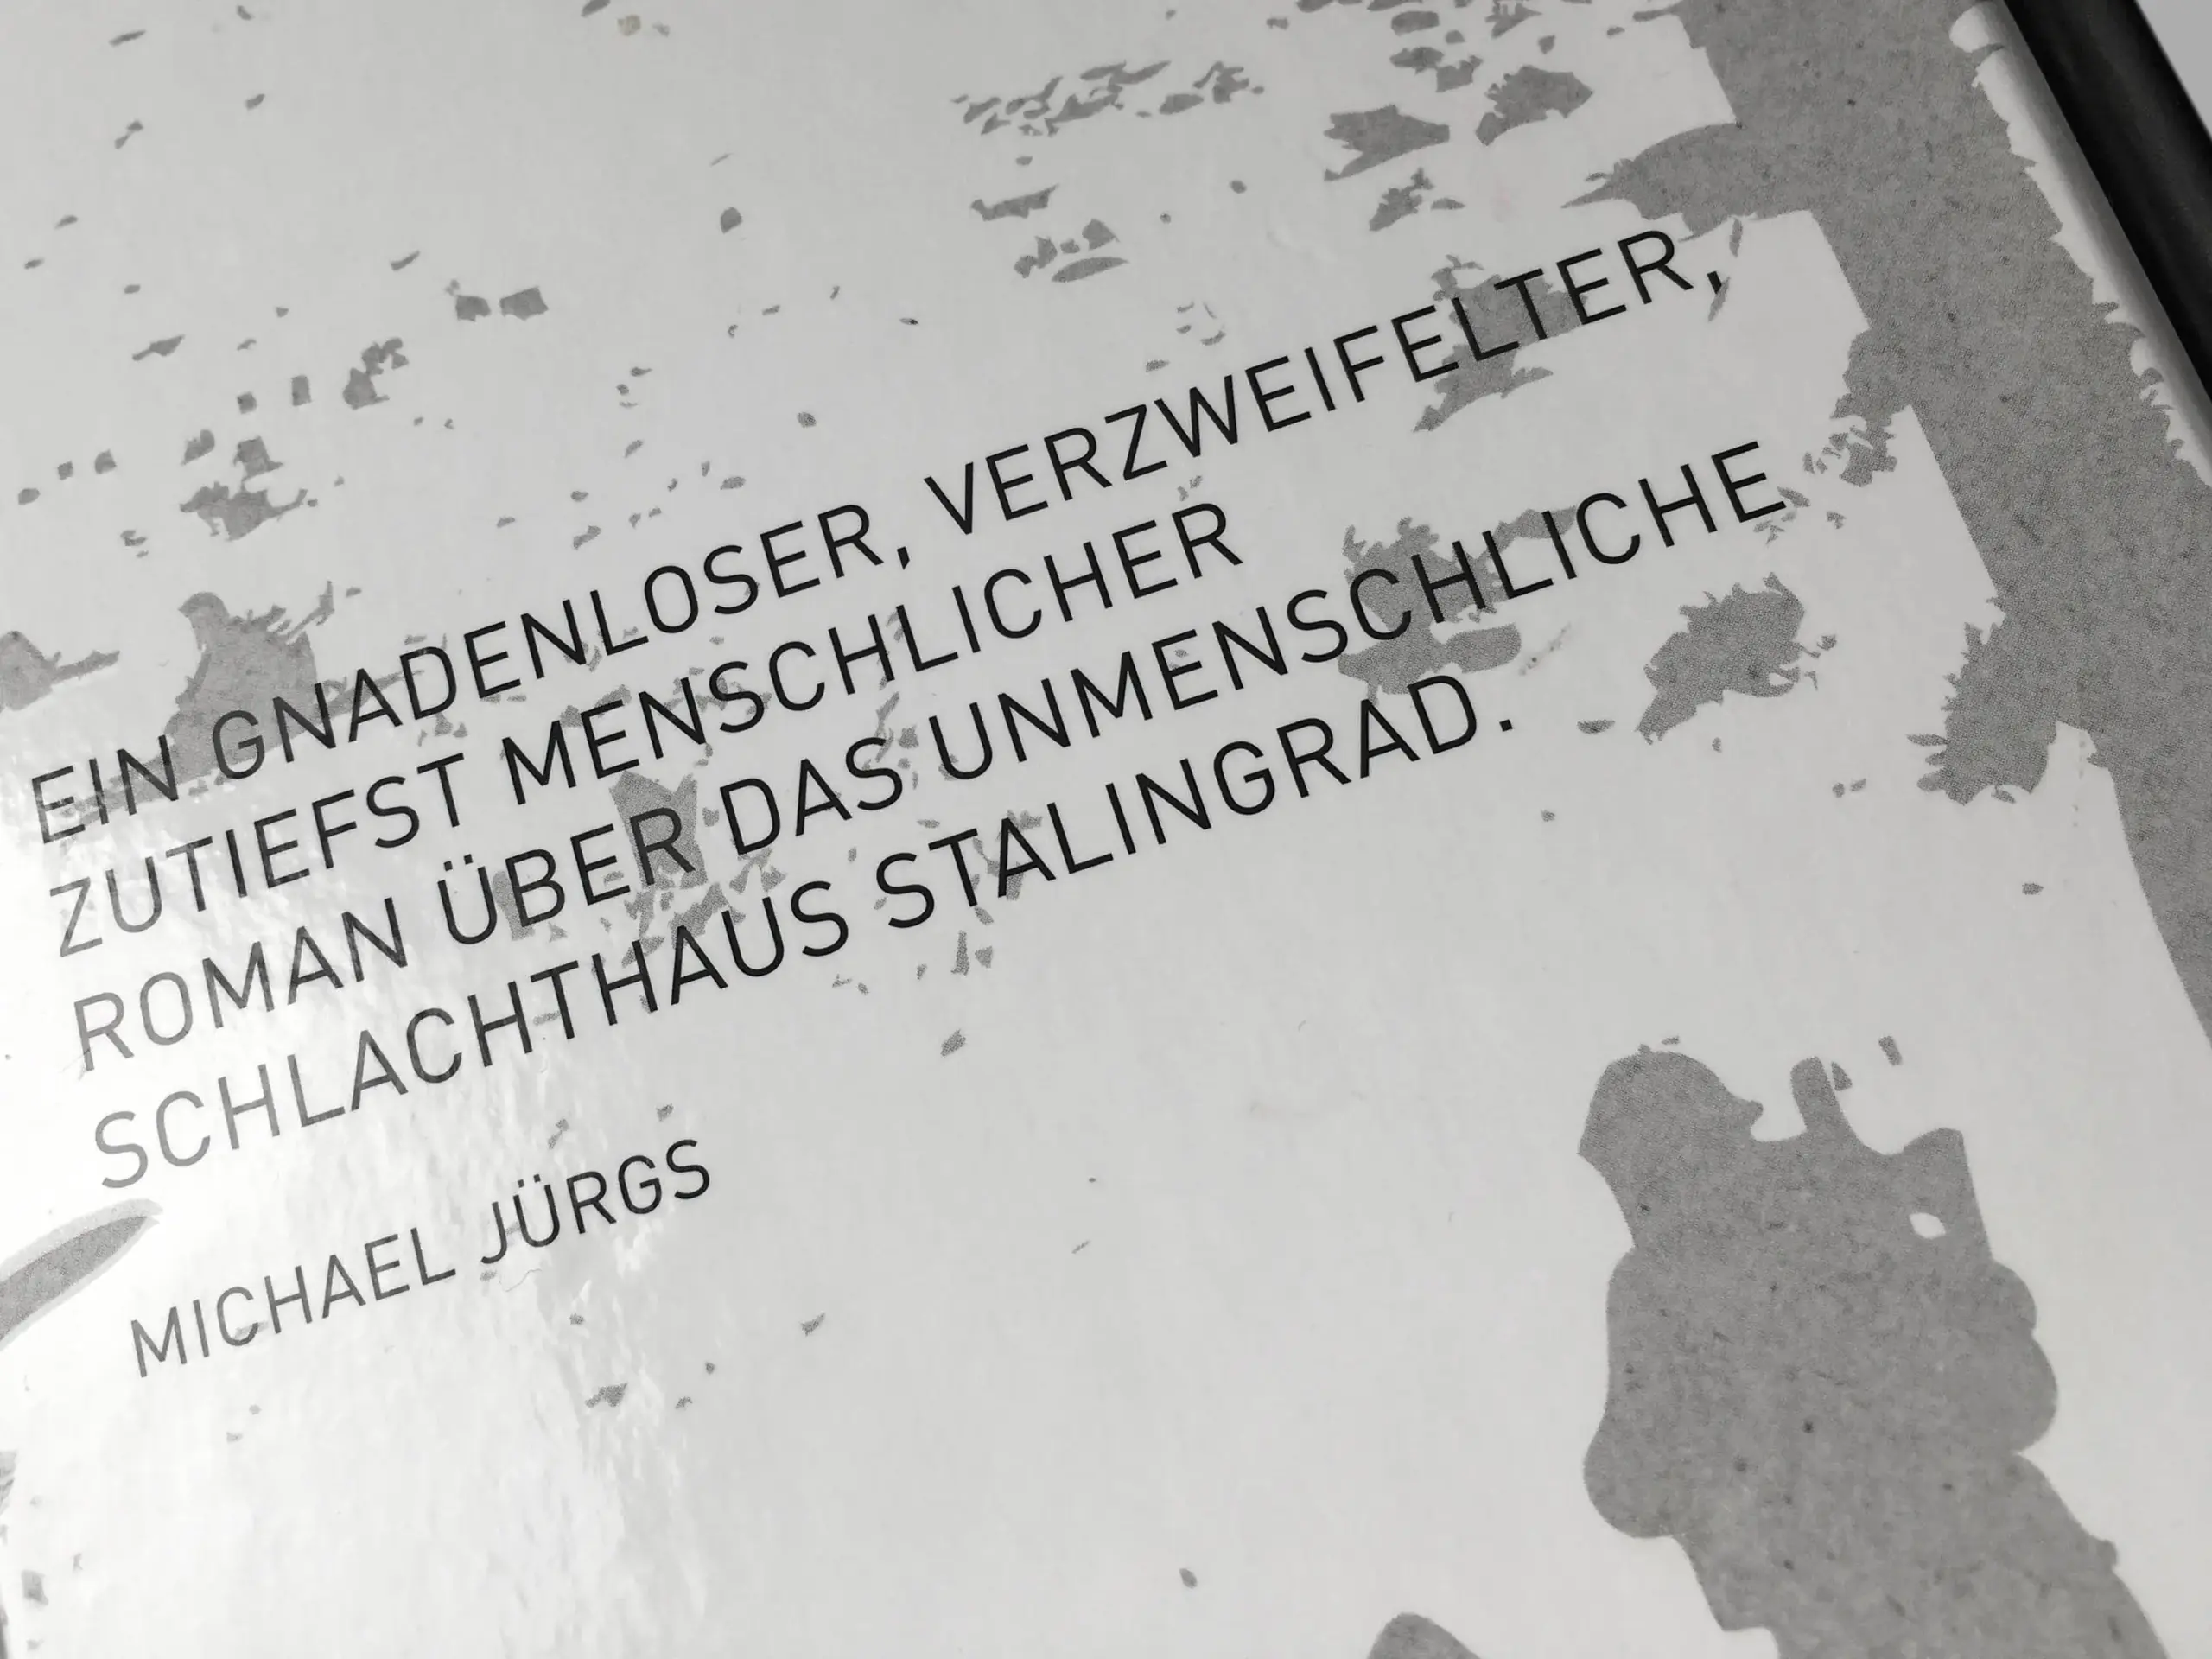 EIN GNADENLOSER, VERZWEIFELTER,
ZUTIEFST MENSCHLICHER
ROMAN ÜBER DAS UNMENSCHLICHE
SCHLACHTHAUS STALINGRAD.
MICHAEL JÜRGS